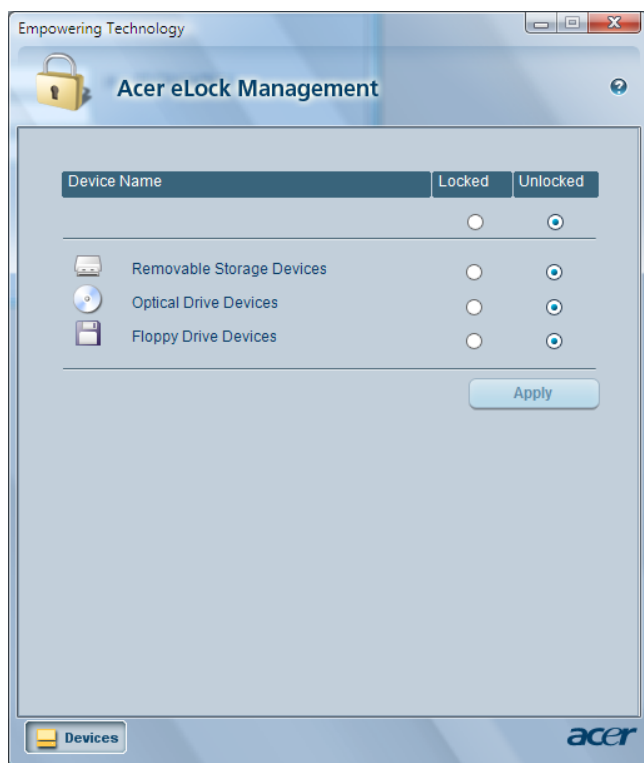 Empowering Technology
Acer eLock Management
Device Name Locked Unlocked
Removable Storage Devices
Optical Drive Devices
Floppy Drive Devices
Apply
Devices
acer